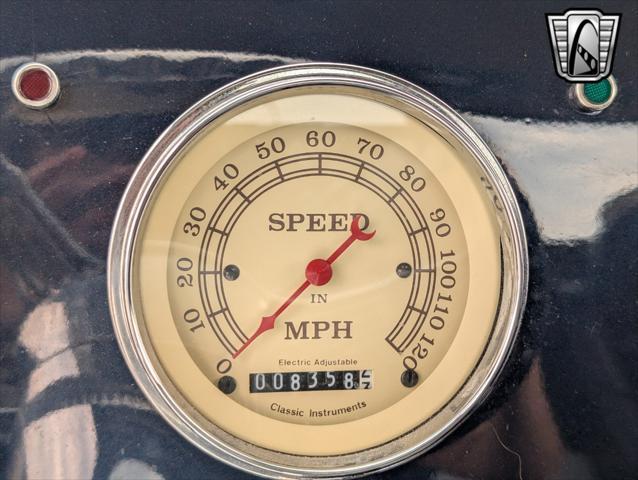 60
50 70
40 80
30 90
20 100
10 110
0 120
SPEED
IN
MPH
Electric Adjustable
008358
Classic Instruments